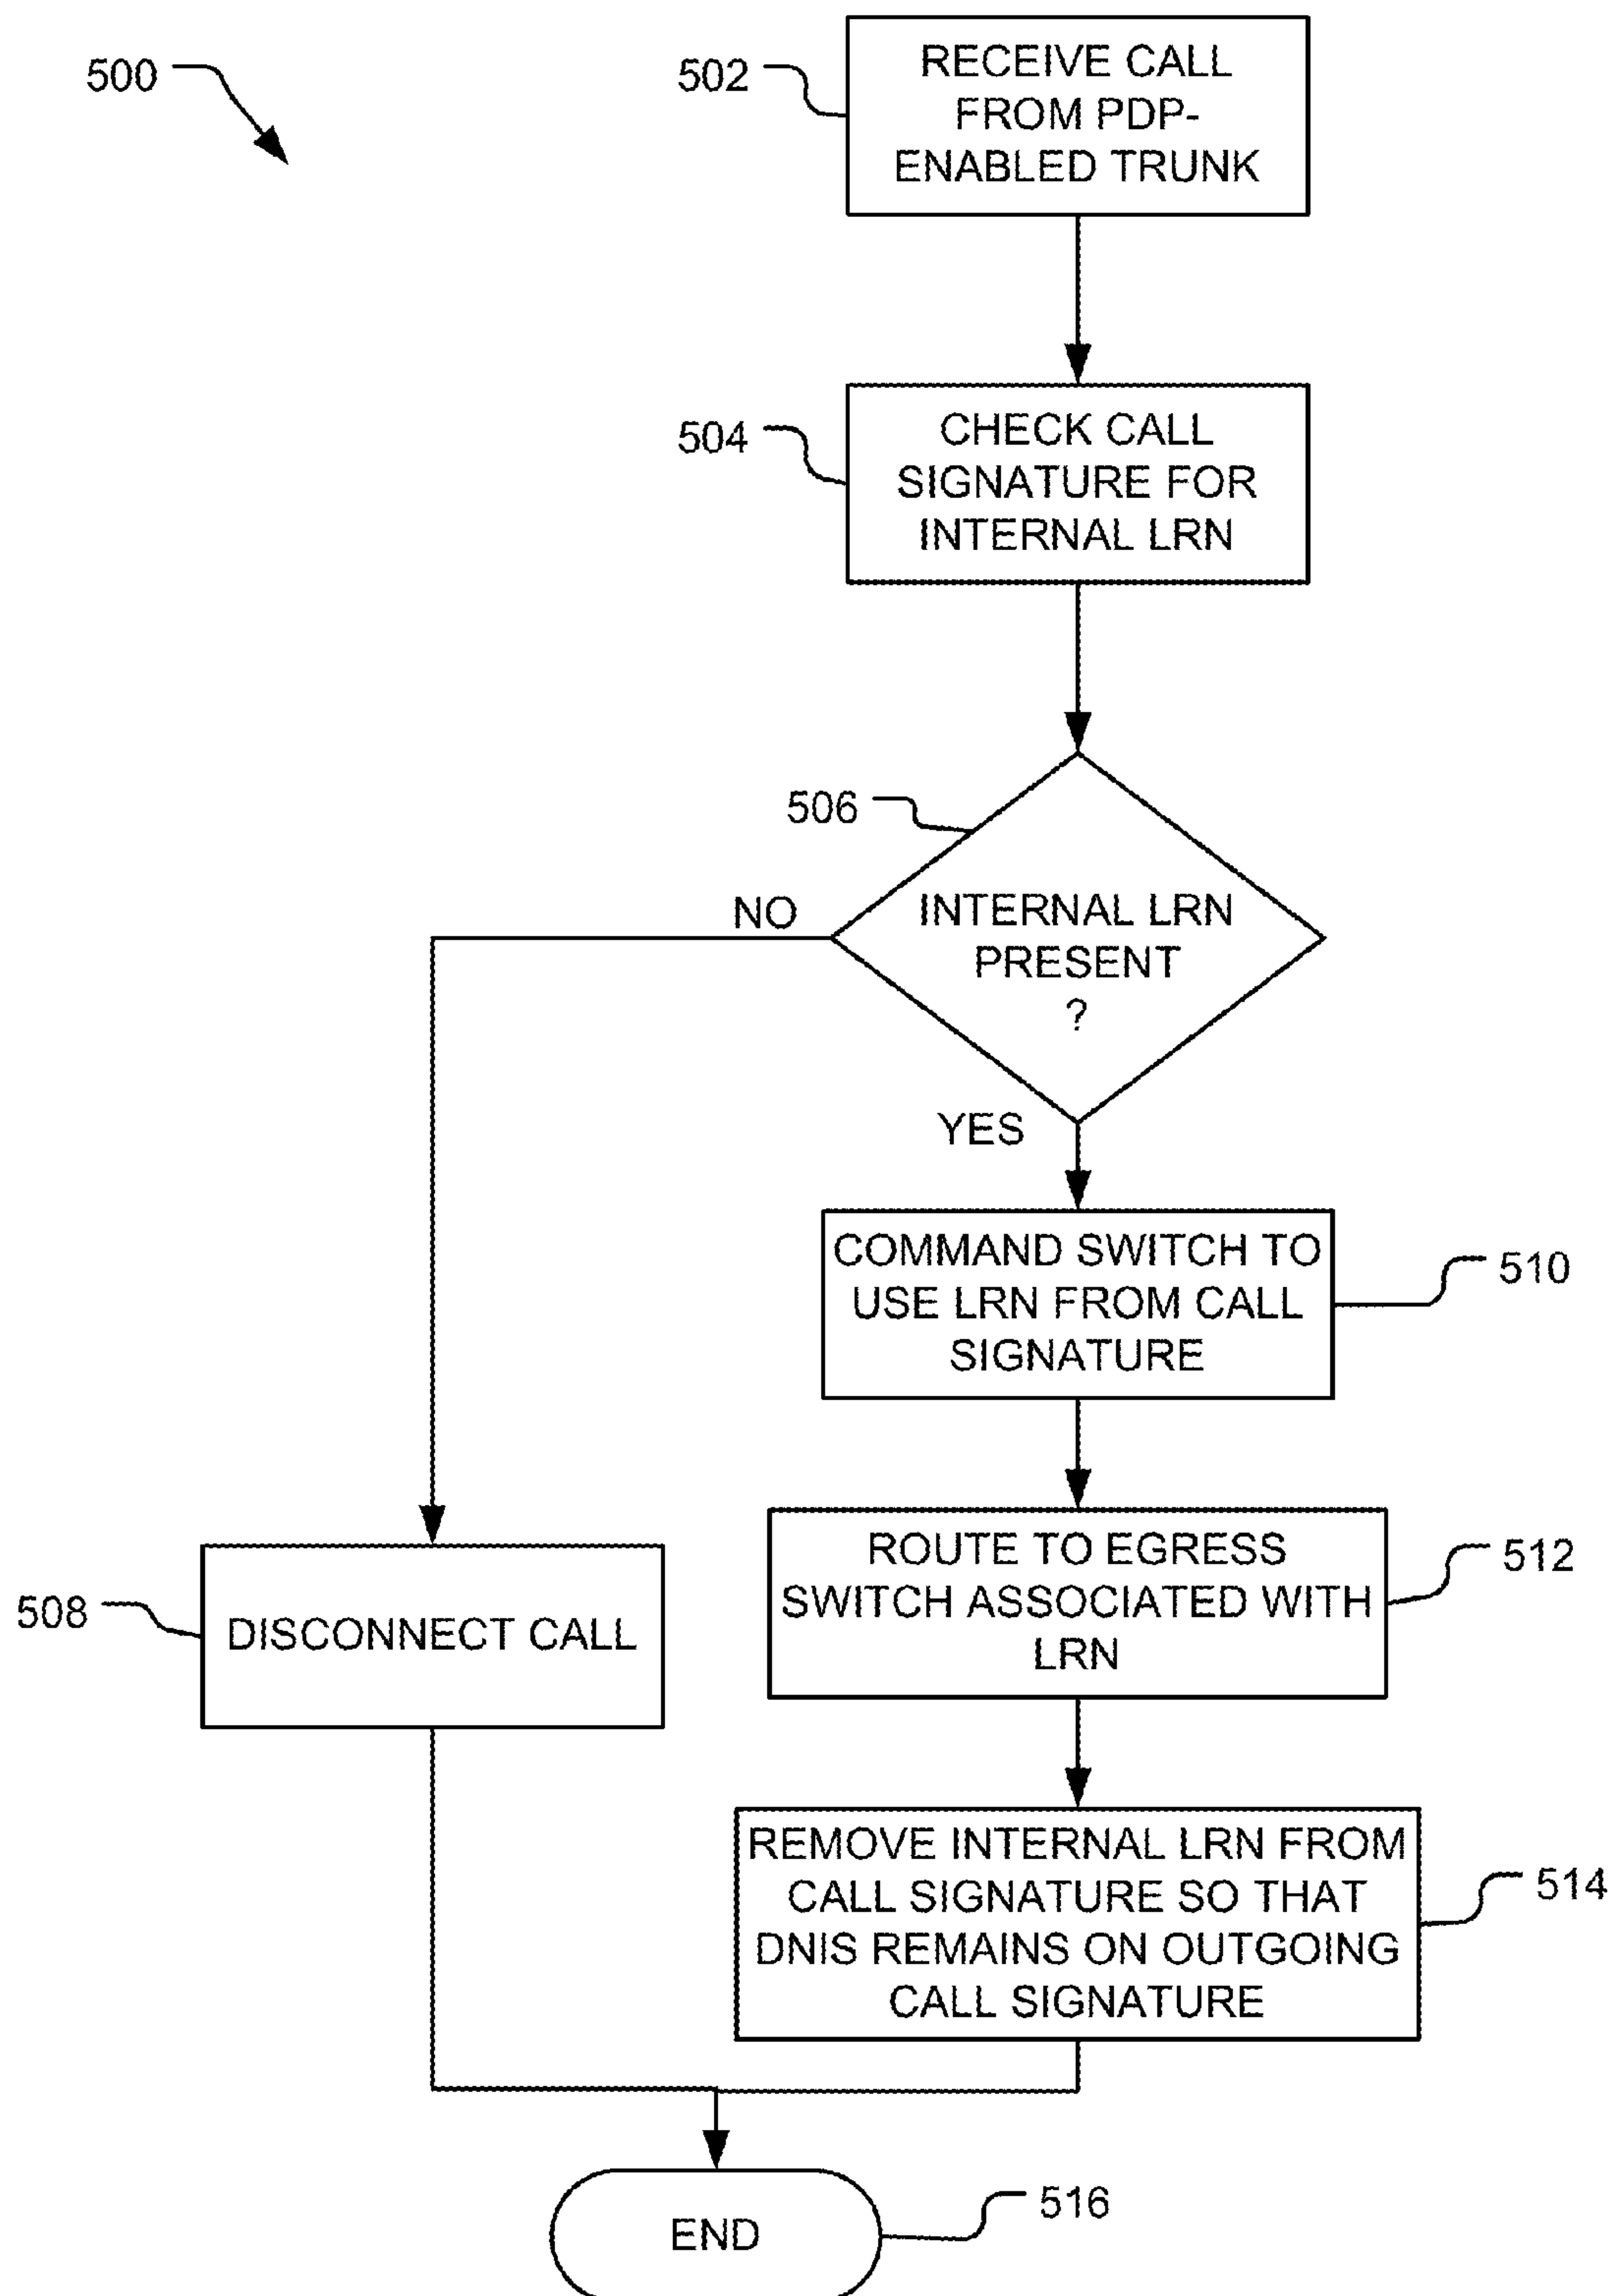 500
502
RECEIVE CALL
FROM PDP-
ENABLED TRUNK
504
CHECK CALL
SIGNATURE FOR
INTERNAL LRN
506
NO
INTERNAL LRN
PRESENT
?
YES
COMMAND SWITCH TO
USE LRN FROM CALL
SIGNATURE
510
ROUTE TO EGRESS
SWITCH ASSOCIATED WITH
LRN
512
508
DISCONNECT CALL
REMOVE INTERNAL LRN FROM
CALL SIGNATURE SO THAT
DNIS REMAINS ON OUTGOING
CALL SIGNATURE
514
END
516